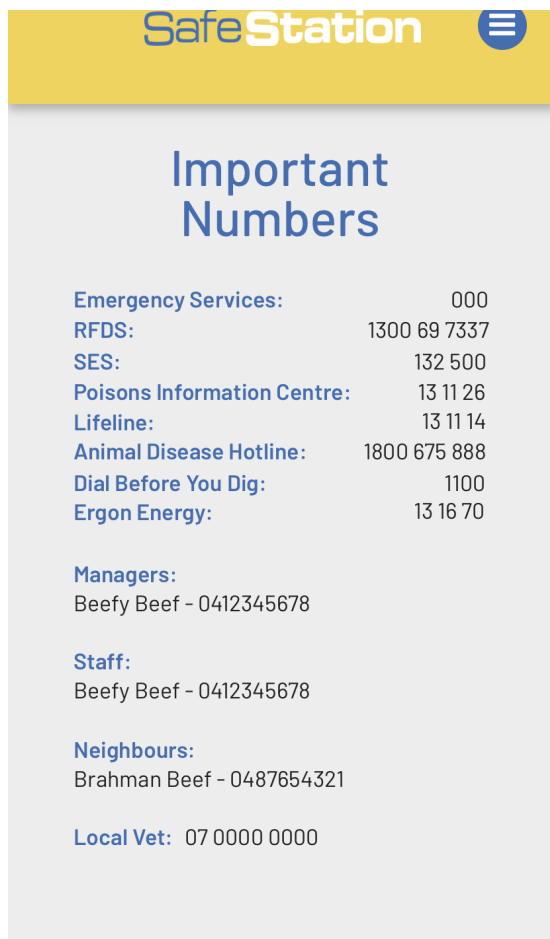 SafeStation
Important
Numbers
Emergency Services: 000
RFDS: 1300 69 7337
SES: 132 500
Poisons Information Centre: 13 11 26
Lifeline: 13 11 14
Animal Disease Hotline: 1800 675 888
Dial Before You Dig: 1100
Ergon Energy: 13 16 70
Managers:
Beefy Beef - 0412345678
Staff:
Beefy Beef - 0412345678
Neighbours:
Brahman Beef - 0487654321
Local Vet: 07 0000 0000